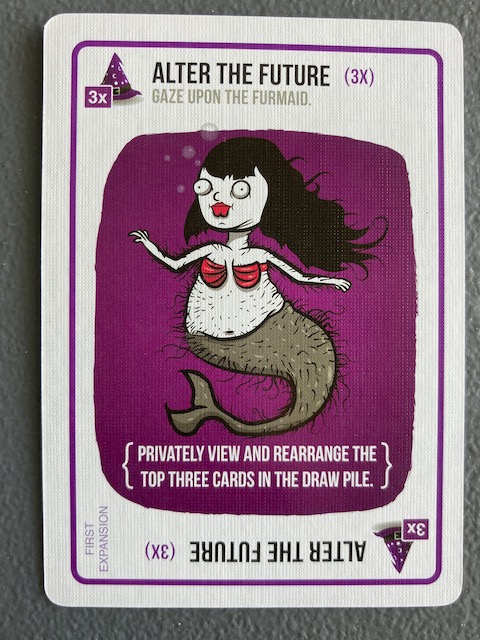 3x
ALTER THE FUTURE (3X)
GAZE UPON THE FURMAID.
{ PRIVATELY VIEW AND REARRANGE THE
TOP THREE CARDS IN THE DRAW PILE. }
FIRST
EXPANSION
ALTER THE FUTURE (3X)
3x